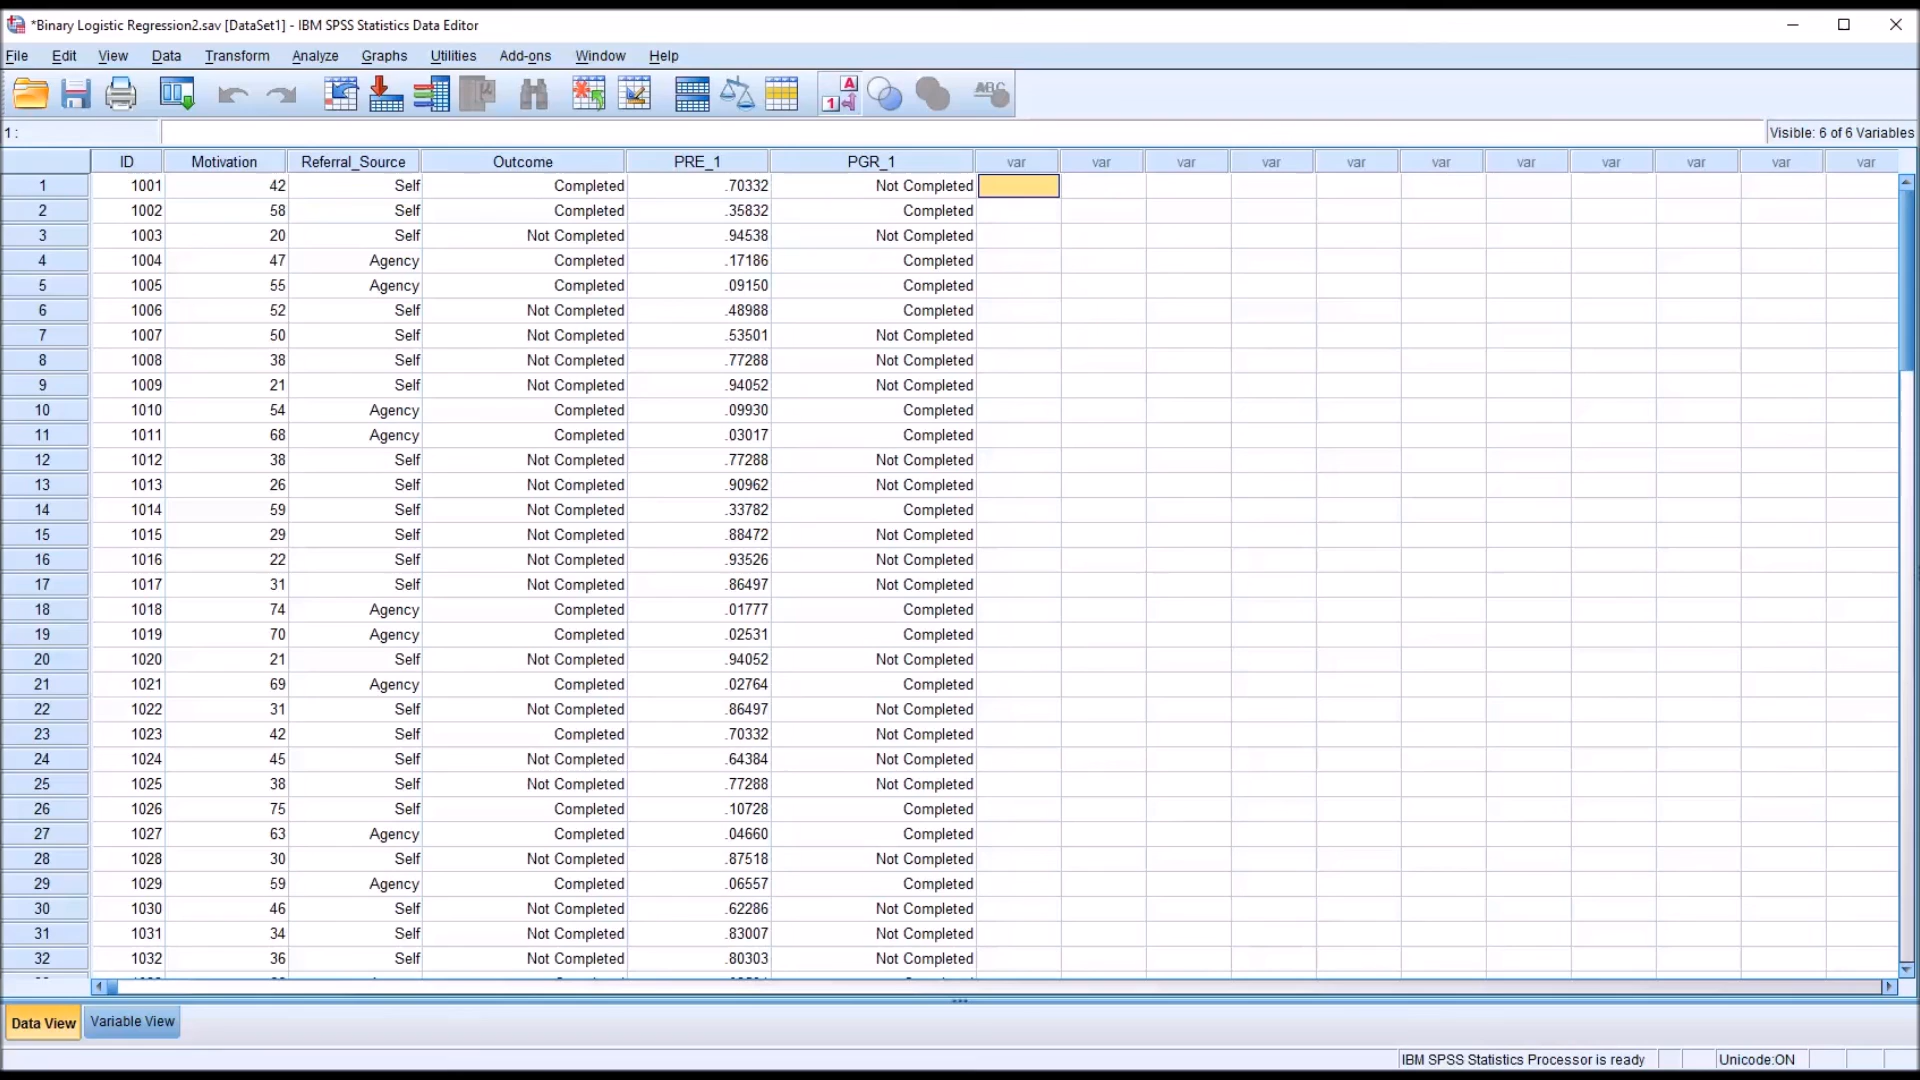 *Binary Logistic Regression2.sav [DataSet1] - IBM SPSS Statistics Data Editor
File Edit View Data Transform Analyze Graphs Utilities Add-ons Window Help
1 A ABC
1 : Visible: 6 of 6 Variables
ID Motivation Referral_Source Outcome PRE_1 PGR_1 var var var var var var var var var var var
1 1001 42 Self Completed .70332 Not Completed
2 1002 58 Self Completed .35832 Completed
3 1003 20 Self Not Completed .94538 Not Completed
4 1004 47 Agency Completed .17186 Completed
5 1005 55 Agency Completed .09150 Completed
6 1006 52 Self Not Completed .48988 Completed
7 1007 50 Self Not Completed .53501 Not Completed
8 1008 38 Self Not Completed .77288 Not Completed
9 1009 21 Self Not Completed .94052 Not Completed
10 1010 54 Agency Completed .09930 Completed
11 1011 68 Agency Completed .03017 Completed
12 1012 38 Self Not Completed .77288 Not Completed
13 1013 26 Self Not Completed .90962 Not Completed
14 1014 59 Self Not Completed .33782 Completed
15 1015 29 Self Not Completed .88472 Not Completed
16 1016 22 Self Not Completed .93526 Not Completed
17 1017 31 Self Not Completed .86497 Not Completed
18 1018 74 Agency Completed .01777 Completed
19 1019 70 Agency Completed .02531 Completed
20 1020 21 Self Not Completed .94052 Not Completed
21 1021 69 Agency Completed .02764 Completed
22 1022 31 Self Not Completed .86497 Not Completed
23 1023 42 Self Completed .70332 Not Completed
24 1024 45 Self Not Completed .64384 Not Completed
25 1025 38 Self Not Completed .77288 Not Completed
26 1026 75 Self Completed .10728 Completed
27 1027 63 Agency Completed .04660 Completed
28 1028 30 Self Not Completed .87518 Not Completed
29 1029 59 Agency Completed .06557 Completed
30 1030 46 Self Not Completed .62286 Not Completed
31 1031 34 Self Not Completed .83007 Not Completed
32 1032 36 Self Not Completed .80303 Not Completed
Data View Variable View
IBM SPSS Statistics Processor is ready Unicode:ON